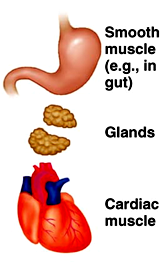 Smooth
muscle
(e.g., in
gut)
Glands
Cardiac
muscle